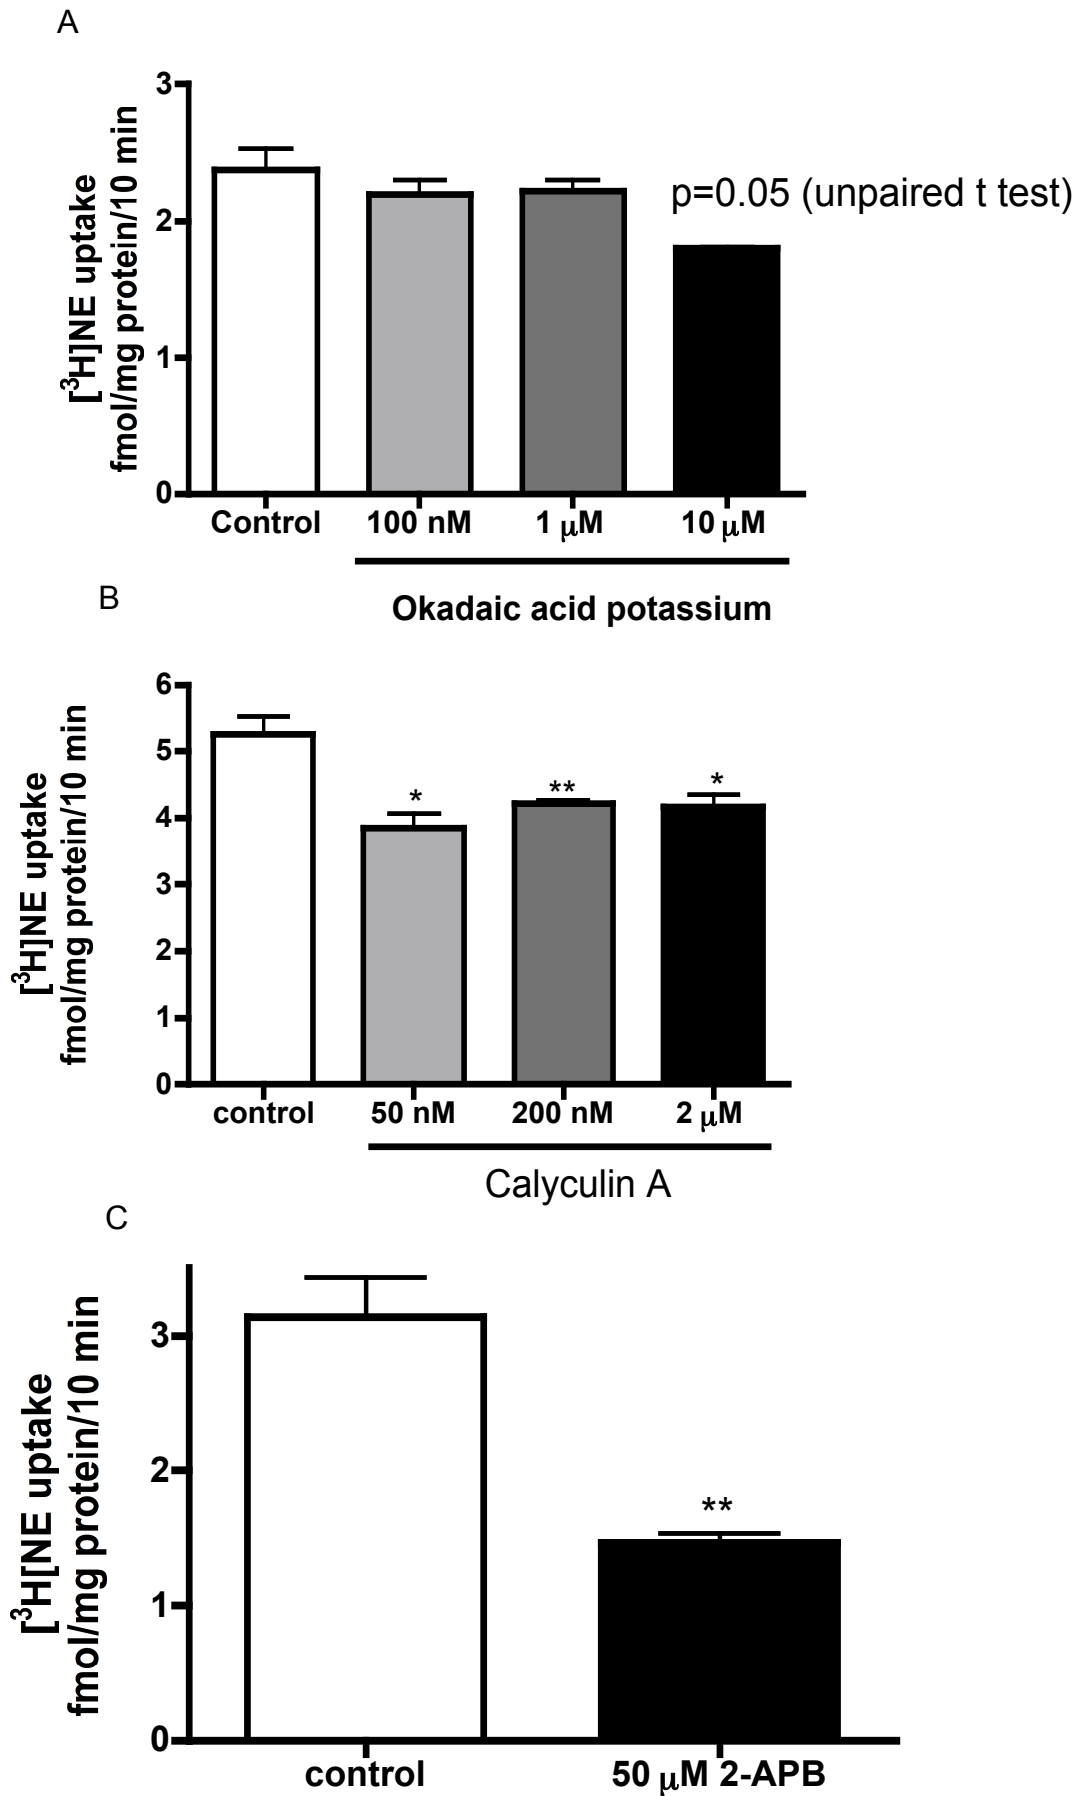 A
3
2
1
0
[³H]NE uptake
fmol/mg protein/10 min
p=0.05 (unpaired t test)
Control 100 nM 1 μM 10 μM
Okadaic acid potassium
B
6
5
4
3
2
1
0
[³H]NE uptake
fmol/mg protein/10 min
* ** *
control 50 nM 200 nM 2 μM
Calyculin A
C
3
2
1
0
[³H[NE uptake
fmol/mg protein/10 min
**
control 50 μM 2-APB